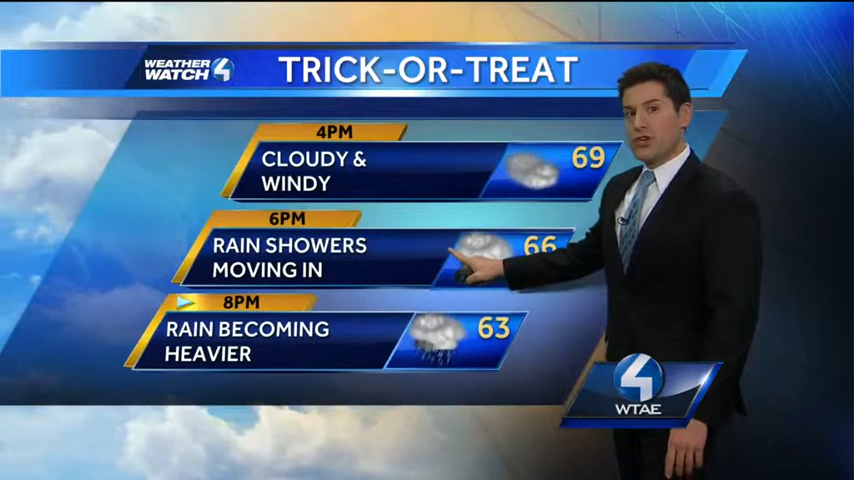 WEATHER
WATCH 4
TRICK-OR-TREAT
4PM
CLOUDY &
WINDY
69
6PM
RAIN SHOWERS
MOVING IN
66
8PM
RAIN BECOMING
HEAVIER
63
4
WTAE